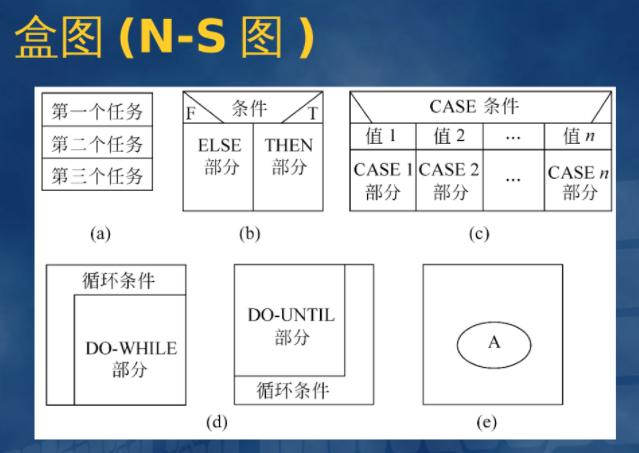 盒图 (N-S 图 )
第一个任务
第二个任务
第三个任务
(a)
F 条件 T
ELSE 部分
THEN 部分
(b)
CASE 条件
值 1 值 2 … 值 n
CASE 1 部分
CASE 2 部分
…
CASE n 部分
(c)
循环条件
DO-WHILE
部分
DO-UNTIL
部分
循环条件
(d)
A
(e)